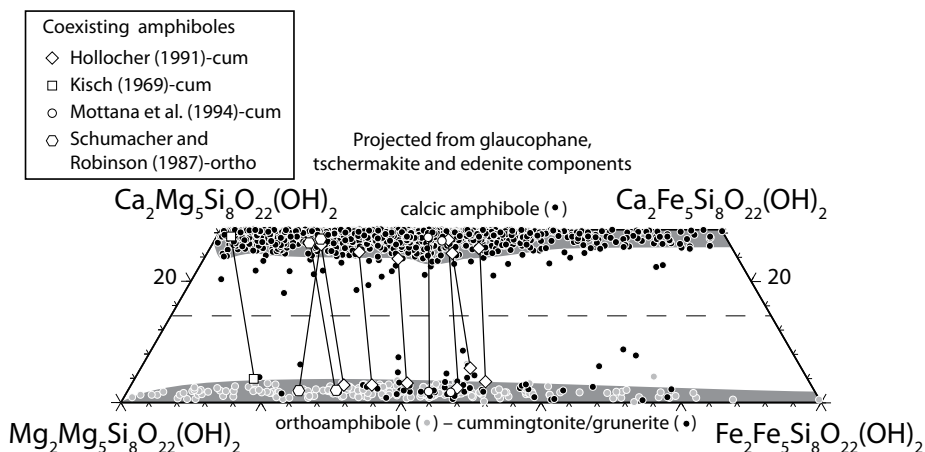 Coexisting amphiboles
Hollocher (1991)-cum
Kisch (1969)-cum
Mottana et al. (1994)-cum
Schumacher and
Robinson (1987)-ortho
Projected from glaucophane,
tschermakite and edenite components
Ca₂Mg₅Si₈O₂₂(OH)₂
calcic amphibole (•)
Ca₂Fe₅Si₈O₂₂(OH)₂
20
20
Mg₂Mg₅Si₈O₂₂(OH)₂
orthoamphibole (•) – cummingtonite/grunerite (•)
Fe₂Fe₅Si₈O₂₂(OH)₂